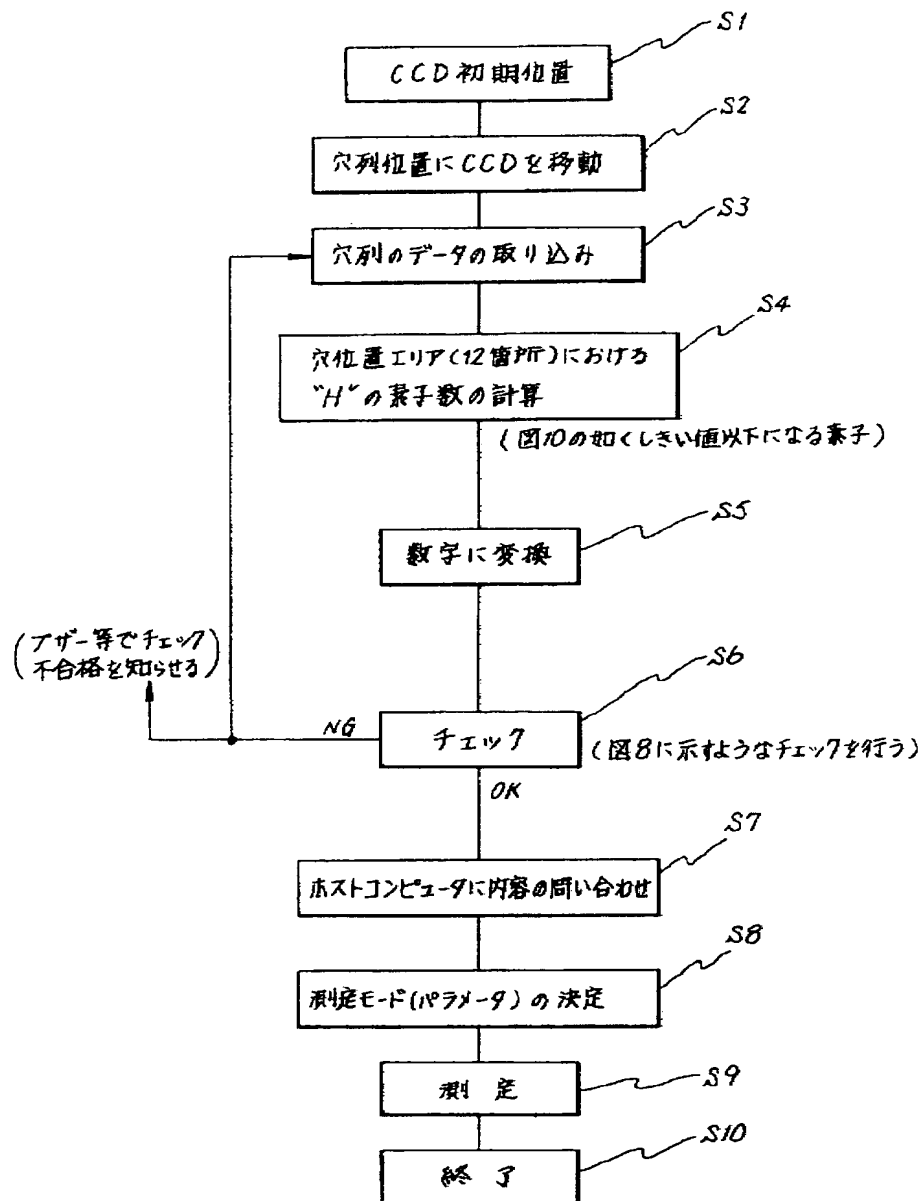 S1
CCD初期位置
S2
穴列位置にCCDを移動
S3
穴列のデータの取り込み
S4
穴位置エリア(12箇所)における
"H"の素子数の計算
(図10の如くしきい値以下になる素子)
S5
数字に変換
(ブザー等でチェック
不合格を知らせる)
S6
NG
チェック
(図8に示すようなチェックを行う)
OK
S7
ホストコンピュータに内容の問い合わせ
S8
測定モード(パラメータ)の決定
S9
測定
S10
終了